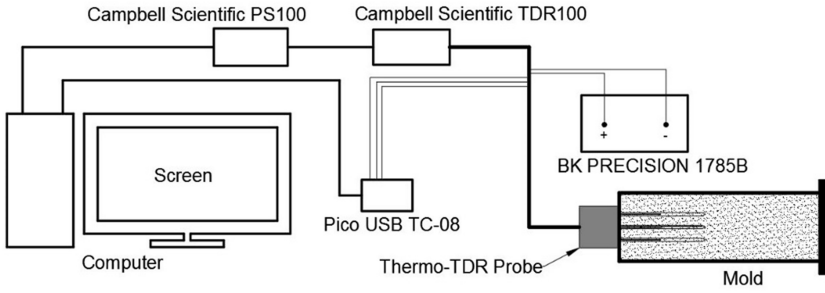 Campbell Scientific PS100
Campbell Scientific TDR100
+
-
BK PRECISION 1785B
Screen
Pico USB TC-08
Computer
Thermo-TDR Probe
Mold